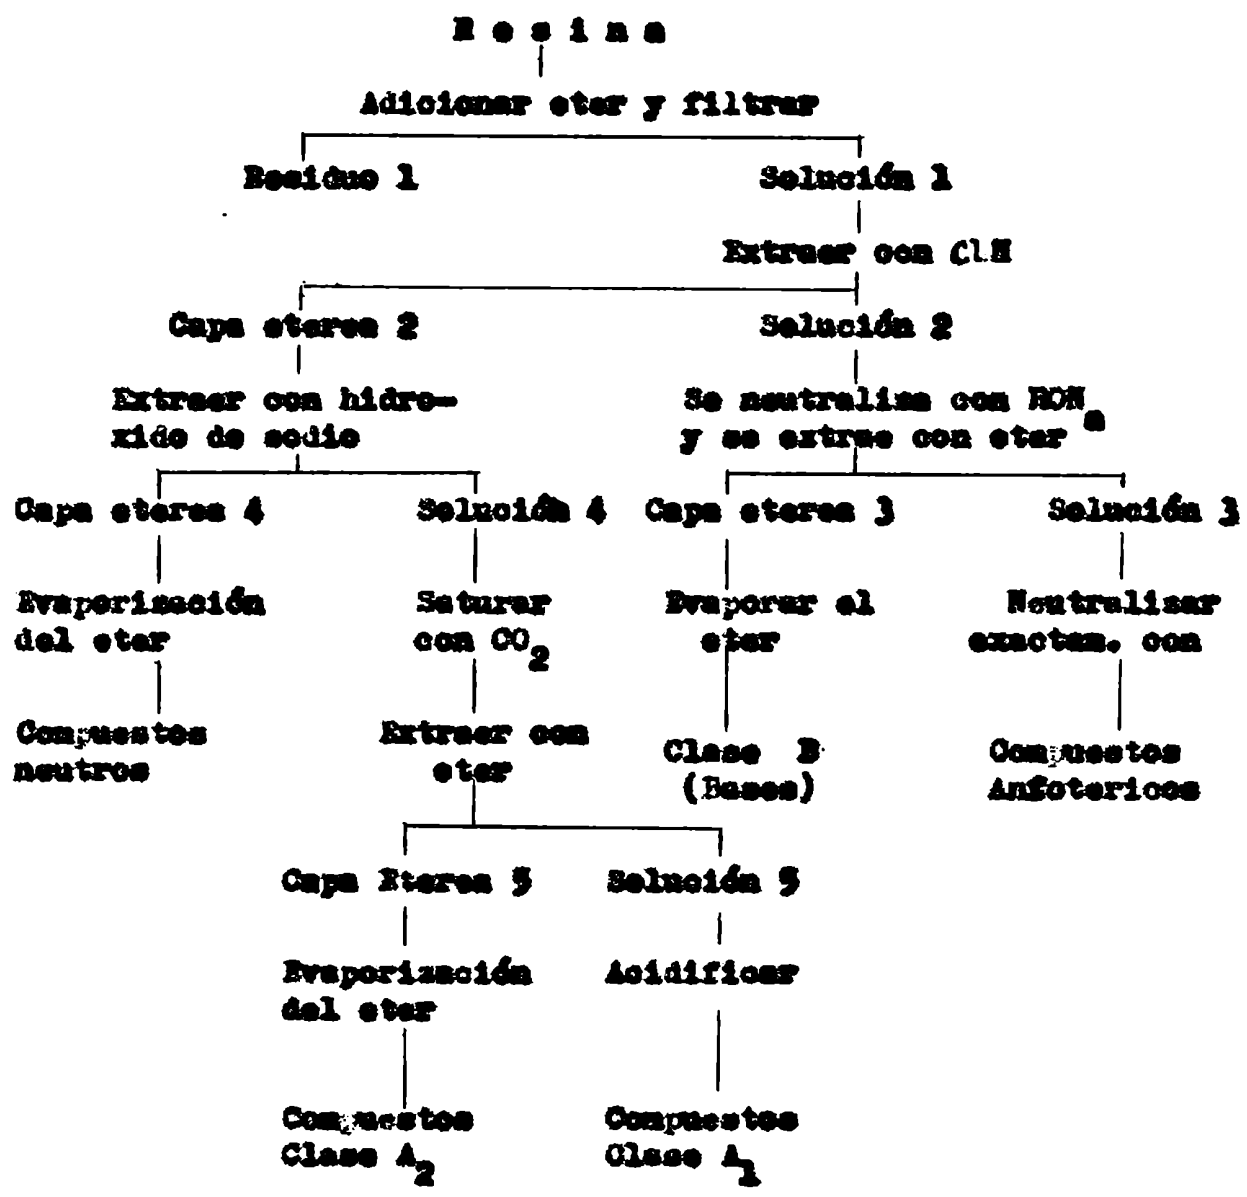 Resina
Adicionar eter y filtrar
Residuo 1
Solución 1
Extraer con ClH
Capa eterea 2
Solución 2
Extraer con hidro-
xido de sodio
Se neutraliza con HONa
y se extrae con eter
Capa eterea 4
Solución 4
Capa eterea 3
Solución 3
Evaporización
del eter
Saturar
con CO2
Evaporar el
eter
Neutralizar
exactam. con
Compuestos
neutros
Extraer con
eter
Clase B
(Bases)
Compuestos
Anfotericos
Capa Eterea 5
Solución 5
Evaporización
del eter
Acidificar
Compuestos
Clase A2
Compuestos
Clase A1